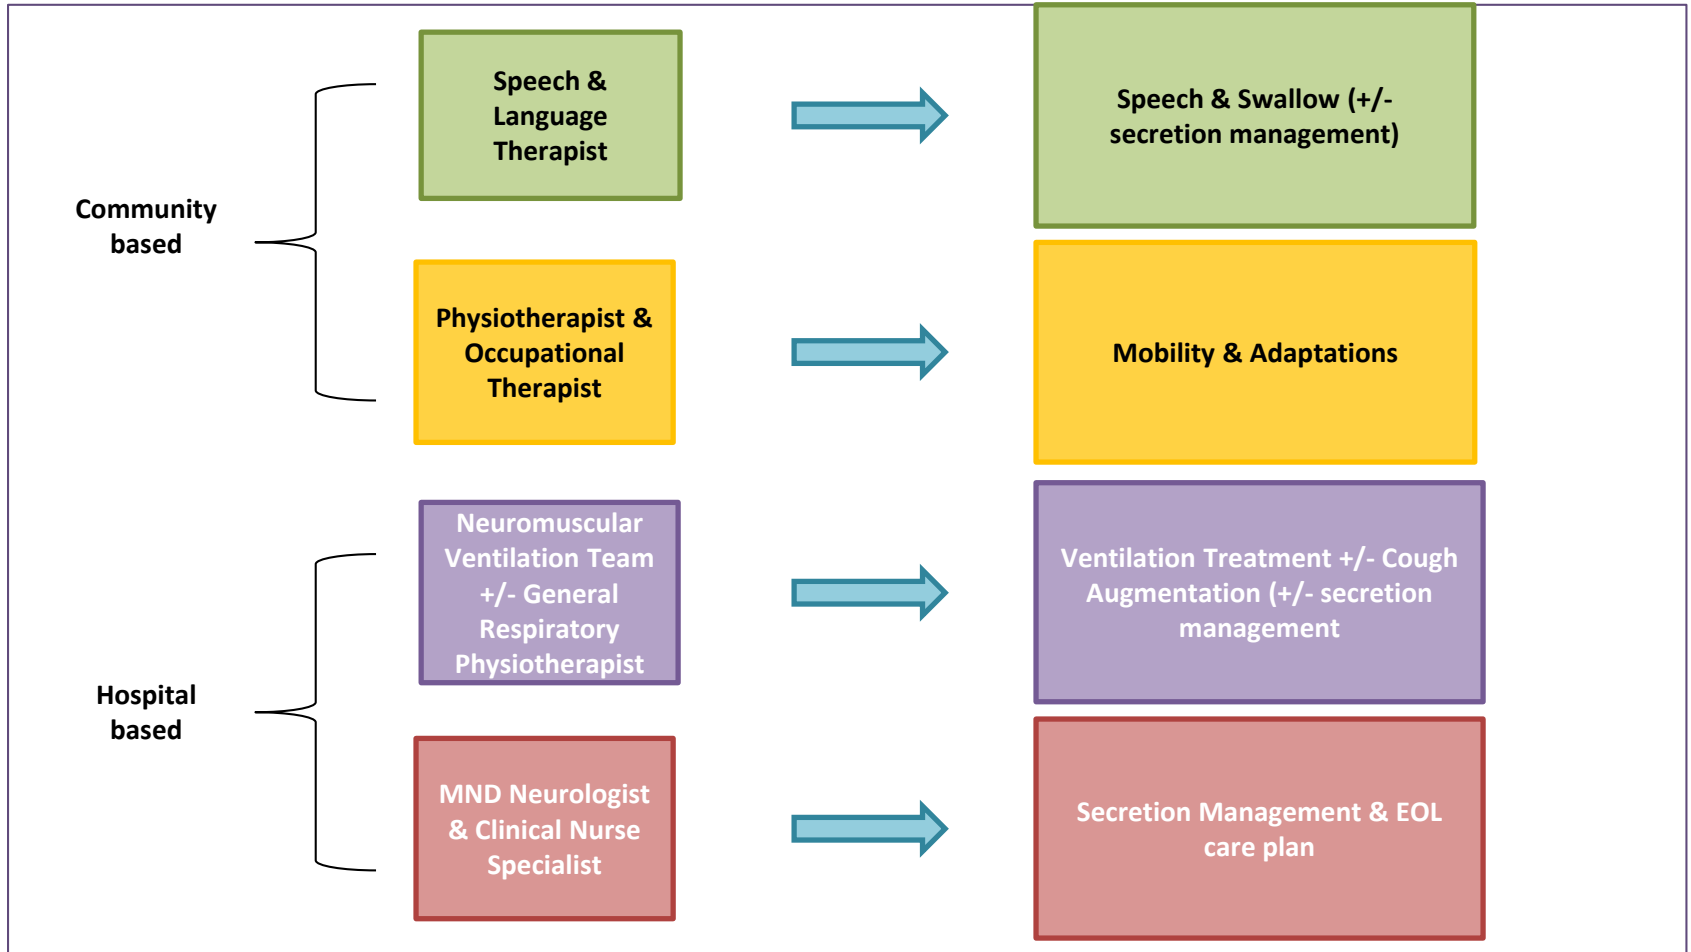 Speech &
Language
Therapist
Speech & Swallow (+/-
secretion management)
Community
based
Physiotherapist &
Occupational
Therapist
Mobility & Adaptations
Neuromuscular
Ventilation Team
+/- General
Respiratory
Physiotherapist
Ventilation Treatment +/- Cough
Augmentation (+/- secretion
management
Hospital
based
MND Neurologist
& Clinical Nurse
Specialist
Secretion Management & EOL
care plan